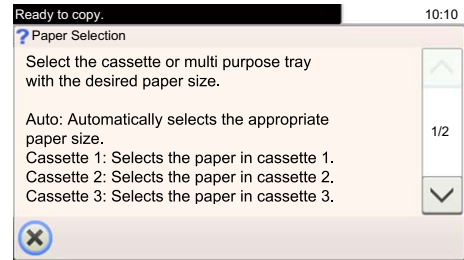 Ready to copy.
10:10
? Paper Selection
Select the cassette or multi purpose tray
with the desired paper size.
Auto: Automatically selects the appropriate
paper size.
Cassette 1: Selects the paper in cassette 1.
Cassette 2: Selects the paper in cassette 2.
Cassette 3: Selects the paper in cassette 3.
1/2